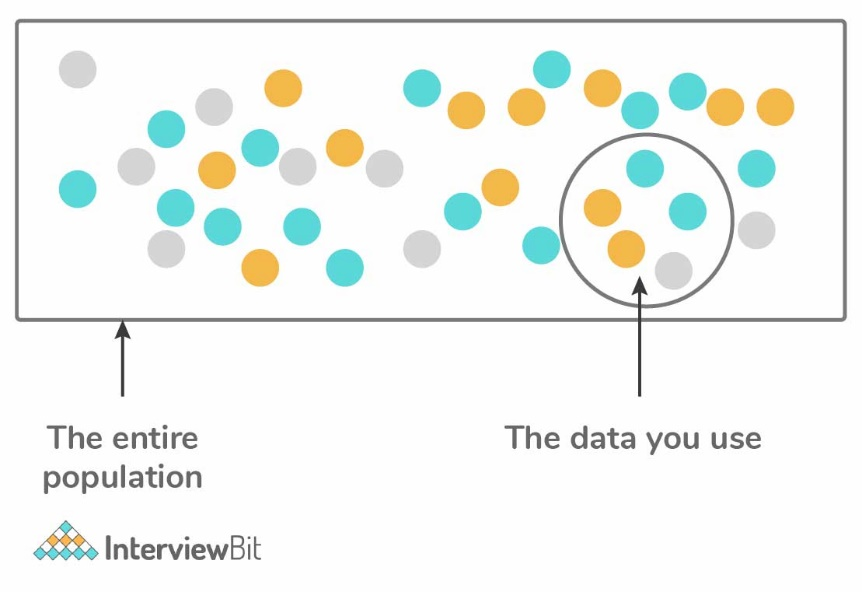 The entire
population
The data you use
InterviewBit